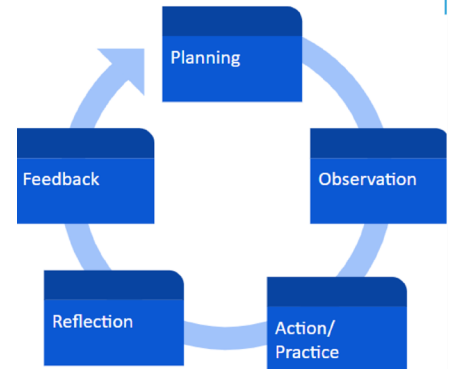 Planning
Observation
Action/
Practice
Reflection
Feedback